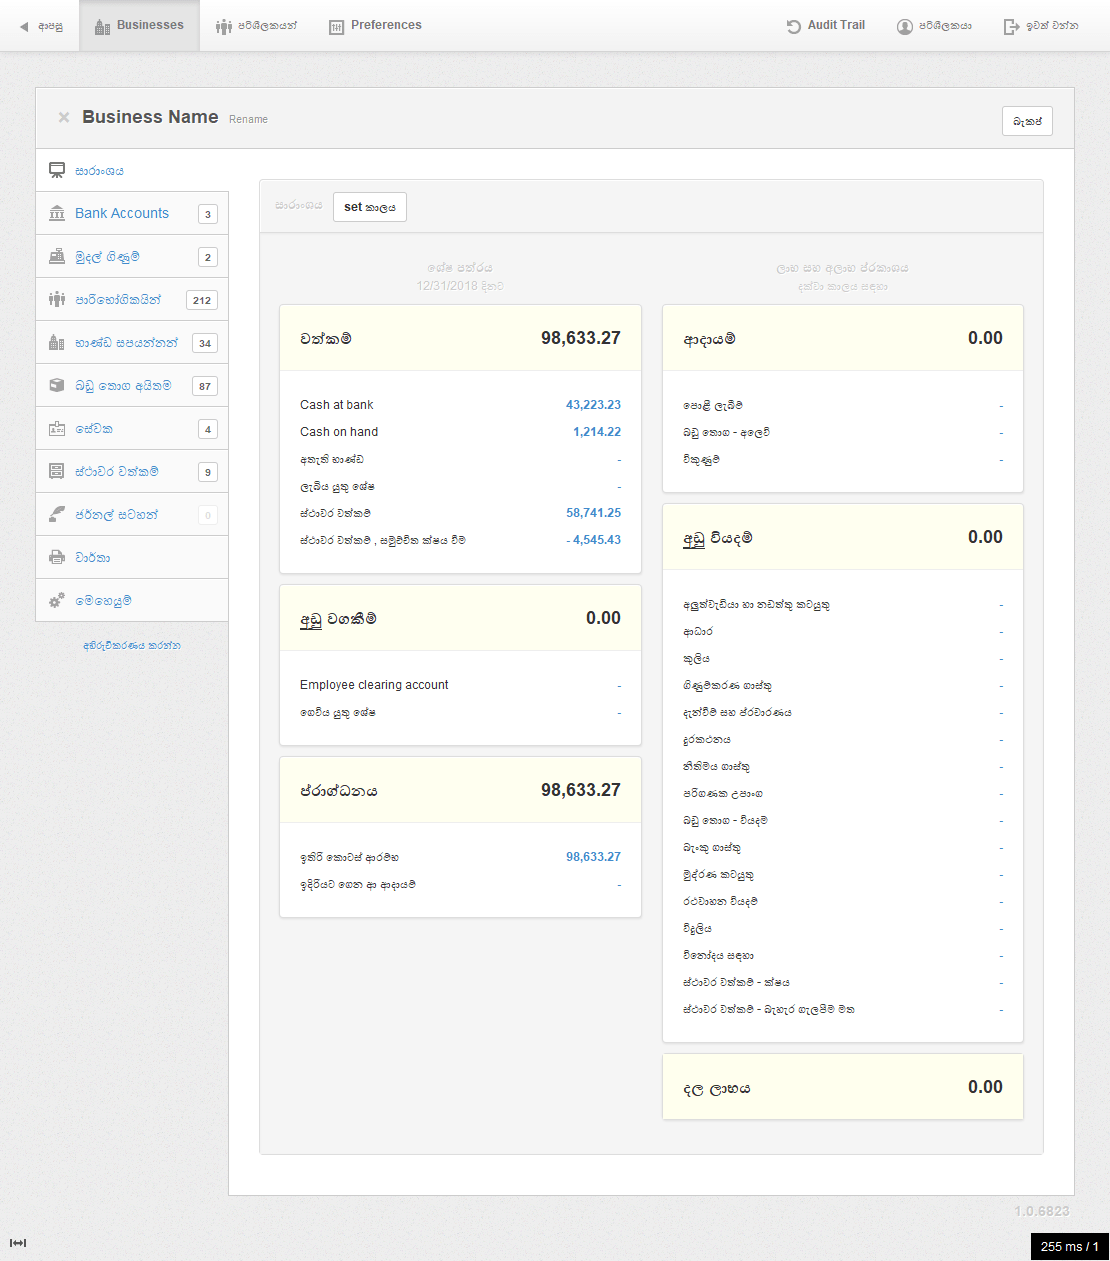 ආපසු
Businesses
පරිශීලකයන්
Preferences
Audit Trail
පරිශීලකයා
ඉවත් වන්න
Business Name Rename
බැකප්
සාරාංශය
Bank Accounts 3
මුදල් ගිණුම් 2
පාරිභෝගිකයින් 212
භාණ්ඩ සපයන්නන් 34
බඩු තොග අයිතම 87
සේවක 4
ස්ථාවර වත්කම් 9
ජර්නල් සටහන් 0
වාර්තා
මෙහෙයුම්
අභිරුචිකරණය කරන්න
සාරාංශය set කාලය
ශේෂ පත්රය
12/31/2018 දිනට
වත්කම් 98,633.27
Cash at bank 43,223.23
Cash on hand 1,214.22
අතැති භාණ්ඩ -
ලැබිය යුතු ශේෂ -
ස්ථාවර වත්කම් 58,741.25
ස්ථාවර වත්කම් , සමුච්චිත ක්ෂය වීම් - 4,545.43
අඩු වගකීම් 0.00
Employee clearing account -
ගෙවිය යුතු ශේෂ -
ප්රාග්ධනය 98,633.27
ඉතිරි කොටස් ආරම්භ 98,633.27
ඉදිරියට ගෙන ආ ආදායම් -
ලාභ සහ අලාභ ප්රකාශය
දක්වා කාලය සඳහා
ආදායම් 0.00
පොළී ලැබීම් -
බඩු තොග - අලෙවි -
විකුණුම් -
අඩු වියදම් 0.00
අලුත්වැඩියා හා නඩත්තු කටයුතු -
ආධාර -
කුලිය -
ගිණුම්කරණ ගාස්තු -
දැන්වීම් සහ ප්රචාරණය -
දුරකථනය -
නීතිමය ගාස්තු -
පරිගණක උපාංග -
බඩු තොග - වියදම් -
බැංකු ගාස්තු -
මුද්රණ කටයුතු -
රථවාහන වියදම් -
විදුලිය -
විනෝදය සඳහා -
ස්ථාවර වත්කම් - ක්ෂය -
ස්ථාවර වත්කම් - බැහැර ගැලපීම් මත -
දල ලාභය 0.00
1.0.6823
255 ms / 1